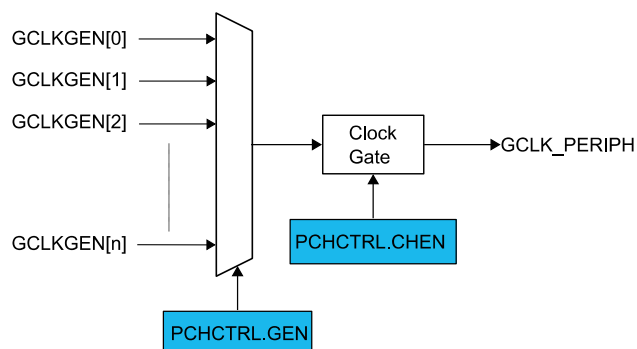 GCLKGEN[0]
GCLKGEN[1]
GCLKGEN[2]
GCLKGEN[n]
Clock
Gate
GCLK_PERIPH
PCHCTRL.CHEN
PCHCTRL.GEN